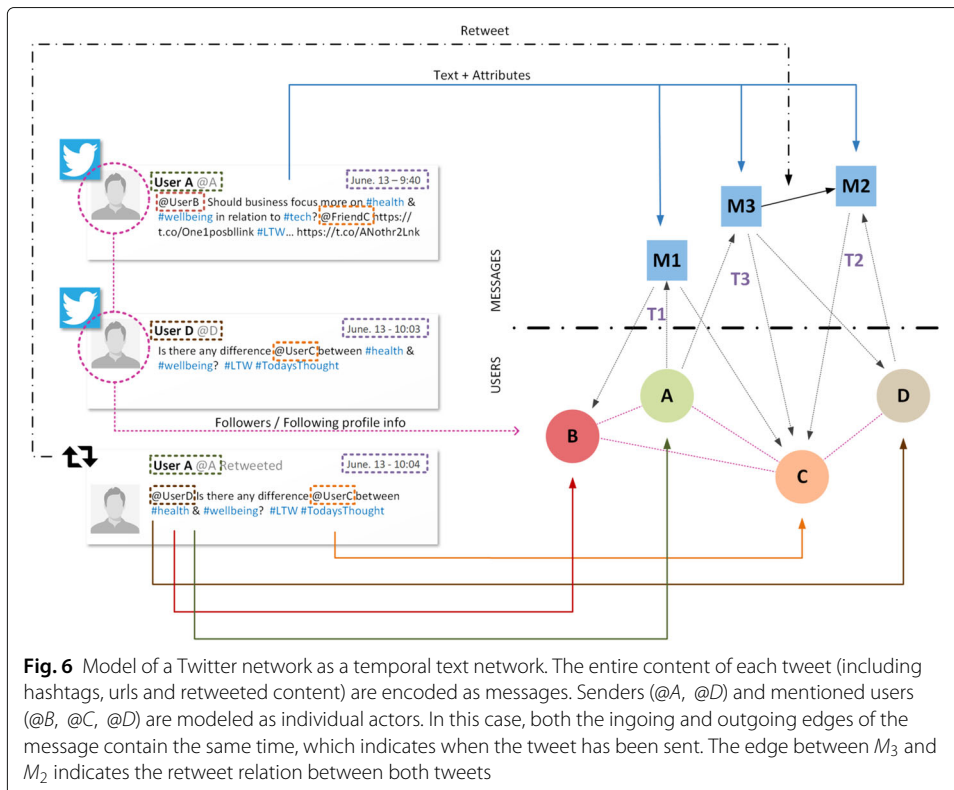 Retweet
Text + Attributes
User A @A
June. 13 – 9:40
@UserB Should business focus more on #health &
#wellbeing in relation to #tech? @FriendC https://
t.co/One1posbllink #LTW... https://t.co/ANothr2Lnk
User D @D
June. 13 - 10:03
Is there any difference @UserC between #health &
#wellbeing? #LTW #TodaysThought
Followers / Following profile info
User A @A Retweeted
June. 13 - 10:04
@UserD Is there any difference @UserC between
#health & #wellbeing? #LTW #TodaysThought
MESSAGES
USERS
M1
M3
M2
T1
T3
T2
A
B
C
D
Fig. 6 Model of a Twitter network as a temporal text network. The entire content of each tweet (including
hashtags, urls and retweeted content) are encoded as messages. Senders (@A, @D) and mentioned users
(@B, @C, @D) are modeled as individual actors. In this case, both the ingoing and outgoing edges of the
message contain the same time, which indicates when the tweet has been sent. The edge between M3 and
M2 indicates the retweet relation between both tweets